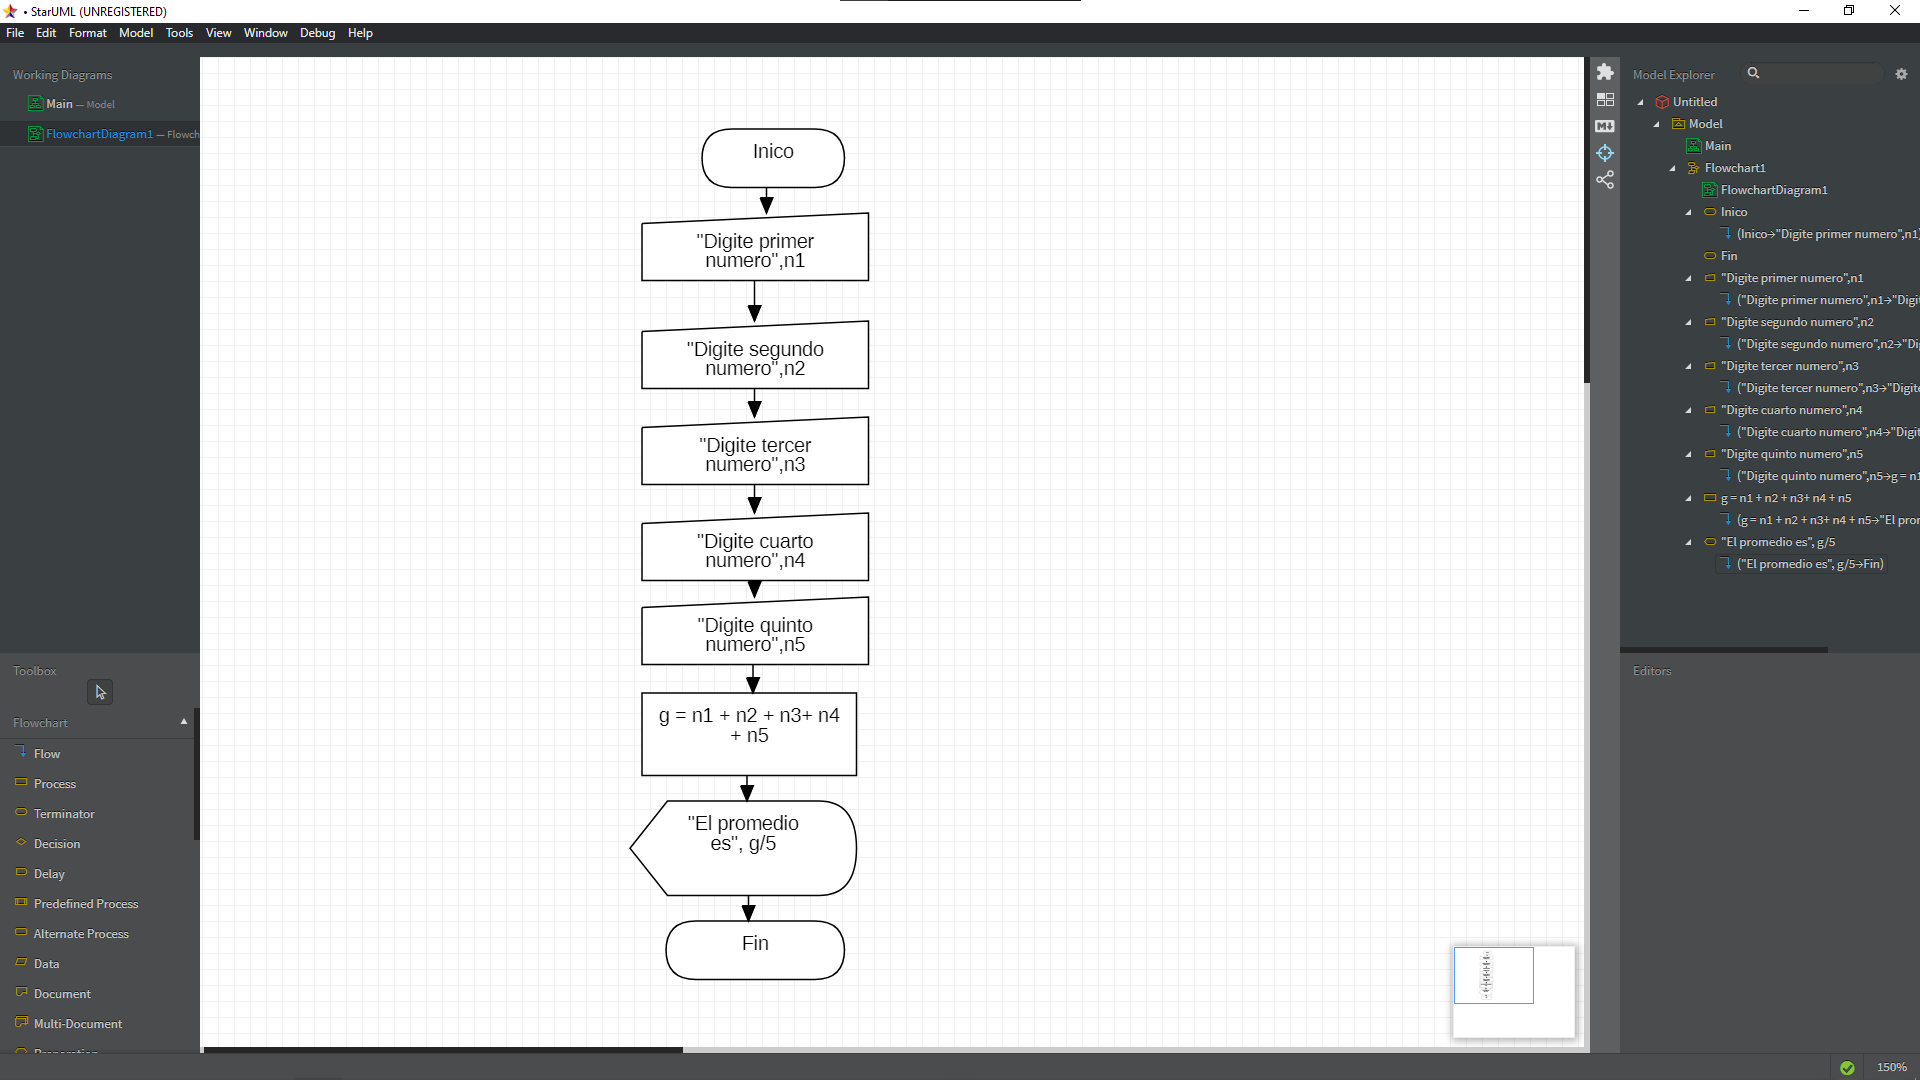 • StarUML (UNREGISTERED)
File Edit Format Model Tools View Window Debug Help
Working Diagrams
Main — Model
FlowchartDiagram1 — Flowch
Toolbox
Flowchart
Flow
Process
Terminator
Decision
Delay
Predefined Process
Alternate Process
Data
Document
Multi-Document
Preparation
Inico
"Digite primer
numero",n1
"Digite segundo
numero",n2
"Digite tercer
numero",n3
"Digite cuarto
numero",n4
"Digite quinto
numero",n5
g = n1 + n2 + n3+ n4
+ n5
"El promedio
es", g/5
Fin
M
Model Explorer
Untitled
Model
Main
Flowchart1
FlowchartDiagram1
Inico
(Inico→"Digite primer numero",n1)
Fin
"Digite primer numero",n1
("Digite primer numero",n1→"Digit
"Digite segundo numero",n2
("Digite segundo numero",n2→"Di
"Digite tercer numero",n3
("Digite tercer numero",n3→"Digite
"Digite cuarto numero",n4
("Digite cuarto numero",n4→"Digit
"Digite quinto numero",n5
("Digite quinto numero",n5→g = n1
g = n1 + n2 + n3+ n4 + n5
(g = n1 + n2 + n3+ n4 + n5→"El pror
"El promedio es", g/5
("El promedio es", g/5→Fin)
Editors
150%